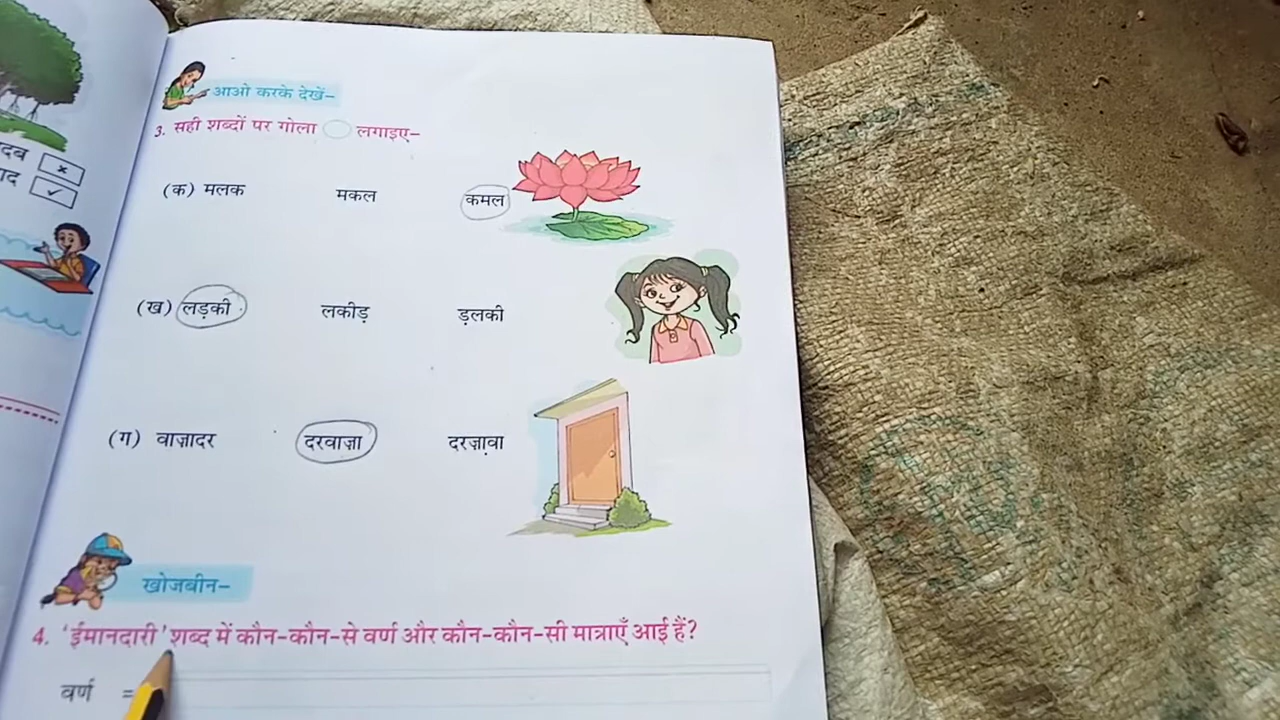 दब
ाद
आओ करके देखें–
3. सही शब्दों पर गोला लगाइए–
(क) मलक मकल कमल
(ख) लड़की लकीड़ ड़लकी
(ग) वाज़ादर दरवाज़ा दरज़ावा
खोजबीन–
4. 'ईमानदारी' शब्द में कौन-कौन-से वर्ण और कौन-कौन-सी मात्राएँ आई हैं?
वर्ण =